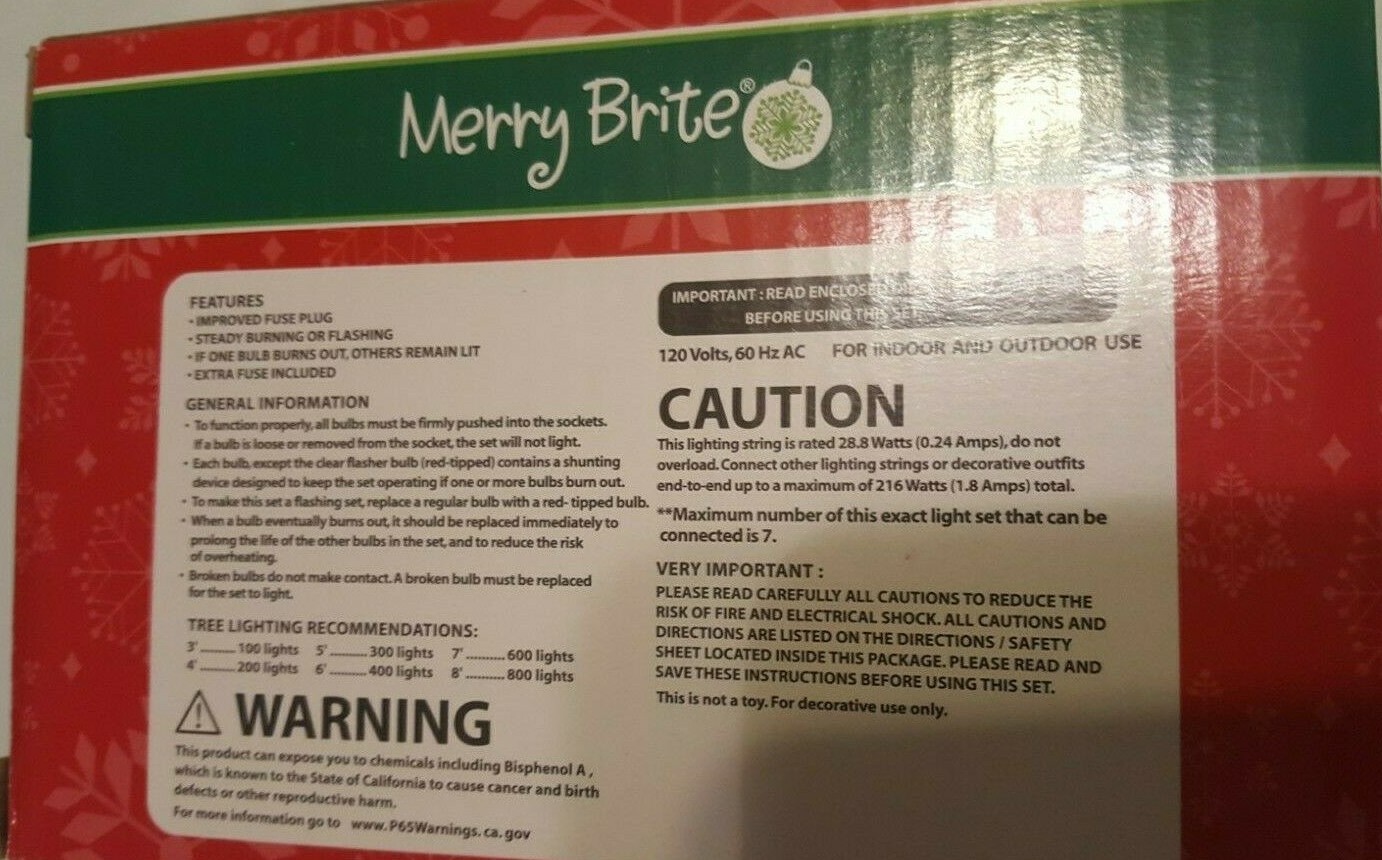 Merry Brite®
FEATURES
• IMPROVED FUSE PLUG
• STEADY BURNING OR FLASHING
• IF ONE BULB BURNS OUT, OTHERS REMAIN LIT
• EXTRA FUSE INCLUDED
GENERAL INFORMATION
• To function properly, all bulbs must be firmly pushed into the sockets.
If a bulb is loose or removed from the socket, the set will not light.
• Each bulb, except the clear flasher bulb (red-tipped) contains a shunting
device designed to keep the set operating if one or more bulbs burn out.
• To make this set a flashing set, replace a regular bulb with a red- tipped bulb.
• When a bulb eventually burns out, it should be replaced immediately to
prolong the life of the other bulbs in the set, and to reduce the risk
of overheating.
• Broken bulbs do not make contact. A broken bulb must be replaced
for the set to light.
TREE LIGHTING RECOMMENDATIONS:
3' ......... 100 lights 5' .......... 300 lights 7' .......... 600 lights
4' ......... 200 lights 6' .......... 400 lights 8' .......... 800 lights
WARNING
This product can expose you to chemicals including Bisphenol A ,
which is known to the State of California to cause cancer and birth
defects or other reproductive harm.
For more information go to www.P65Warnings.ca.gov
IMPORTANT : READ ENCLOSED
BEFORE USING THIS SET
120 Volts, 60 Hz AC FOR INDOOR AND OUTDOOR USE
CAUTION
This lighting string is rated 28.8 Watts (0.24 Amps), do not
overload. Connect other lighting strings or decorative outfits
end-to-end up to a maximum of 216 Watts (1.8 Amps) total.
**Maximum number of this exact light set that can be
connected is 7.
VERY IMPORTANT :
PLEASE READ CAREFULLY ALL CAUTIONS TO REDUCE THE
RISK OF FIRE AND ELECTRICAL SHOCK. ALL CAUTIONS AND
DIRECTIONS ARE LISTED ON THE DIRECTIONS / SAFETY
SHEET LOCATED INSIDE THIS PACKAGE. PLEASE READ AND
SAVE THESE INSTRUCTIONS BEFORE USING THIS SET.
This is not a toy. For decorative use only.